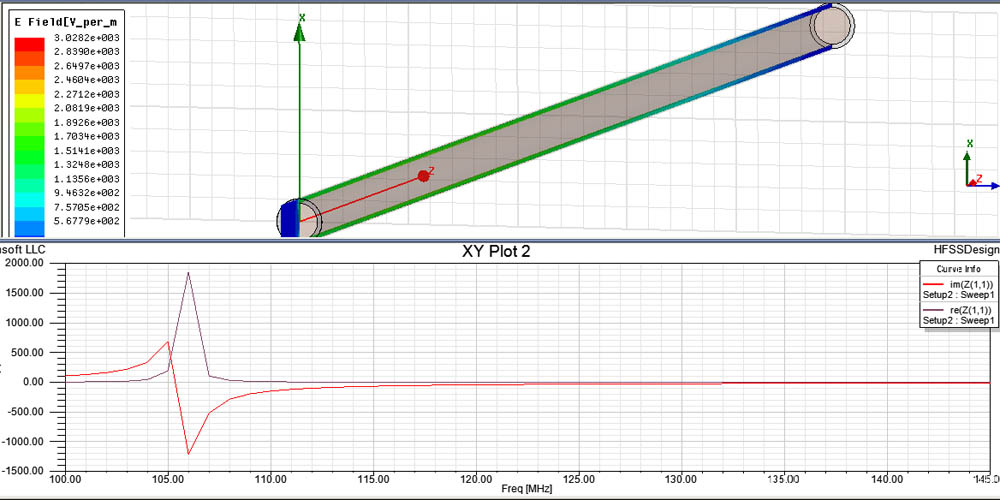 E Field[V_per_m
3.0282e+003
2.8390e+003
2.6497e+003
2.4604e+003
2.2712e+003
2.0819e+003
1.8926e+003
1.7034e+003
1.5141e+003
1.3248e+003
1.1356e+003
9.4632e+002
7.5705e+002
5.6779e+002
X
Z
X
Z
nsoft LLC
XY Plot 2
HFSSDesign
Curve Info
im(Z(1,1))
Setup2 : Sweep1
re(Z(1,1))
Setup2 : Sweep1
2000.00
1500.00
1000.00
500.00
0.00
-500.00
-1000.00
-1500.00
100.00 105.00 110.00 115.00 120.00 125.00 130.00 135.00 140.00 145.0
Freq [MHz]